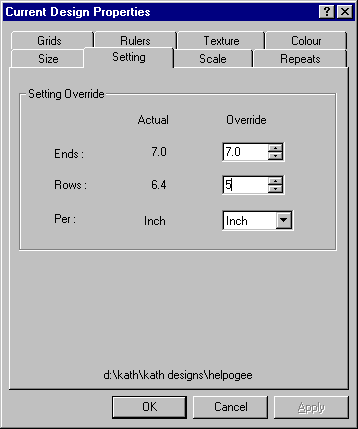 Current Design Properties
Grids Rulers Texture Colour
Size Setting Scale Repeats
Setting Override
Actual Override
Ends : 7.0 7.0
Rows : 6.4 5
Per : Inch Inch
d:\kath\kath designs\helpogee
OK Cancel Apply